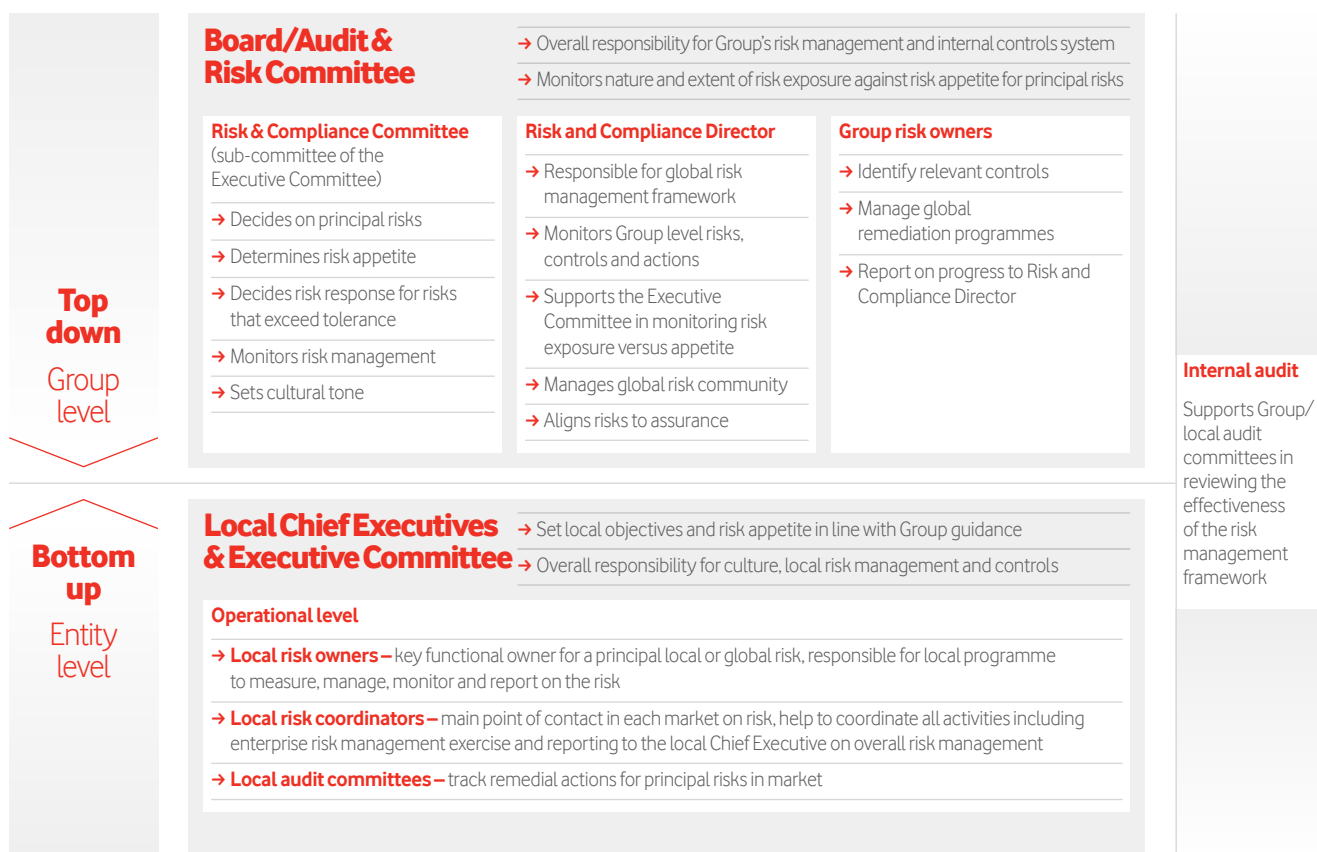 Board/Audit &
Risk Committee
→ Overall responsibility for Group's risk management and internal controls system
→ Monitors nature and extent of risk exposure against risk appetite for principal risks
Risk & Compliance Committee
(sub-committee of the
Executive Committee)
→ Decides on principal risks
→ Determines risk appetite
→ Decides risk response for risks
that exceed tolerance
→ Monitors risk management
→ Sets cultural tone
Risk and Compliance Director
→ Responsible for global risk
management framework
→ Monitors Group level risks,
controls and actions
→ Supports the Executive
Committee in monitoring risk
exposure versus appetite
→ Manages global risk community
→ Aligns risks to assurance
Group risk owners
→ Identify relevant controls
→ Manage global
remediation programmes
→ Report on progress to Risk and
Compliance Director
Top
down
Group
level
Internal audit
Supports Group/
local audit
committees in
reviewing the
effectiveness
of the risk
management
framework
Bottom
up
Entity
level
Local Chief Executives
& Executive Committee
→ Set local objectives and risk appetite in line with Group guidance
→ Overall responsibility for culture, local risk management and controls
Operational level
→ Local risk owners – key functional owner for a principal local or global risk, responsible for local programme
to measure, manage, monitor and report on the risk
→ Local risk coordinators – main point of contact in each market on risk, help to coordinate all activities including
enterprise risk management exercise and reporting to the local Chief Executive on overall risk management
→ Local audit committees – track remedial actions for principal risks in market